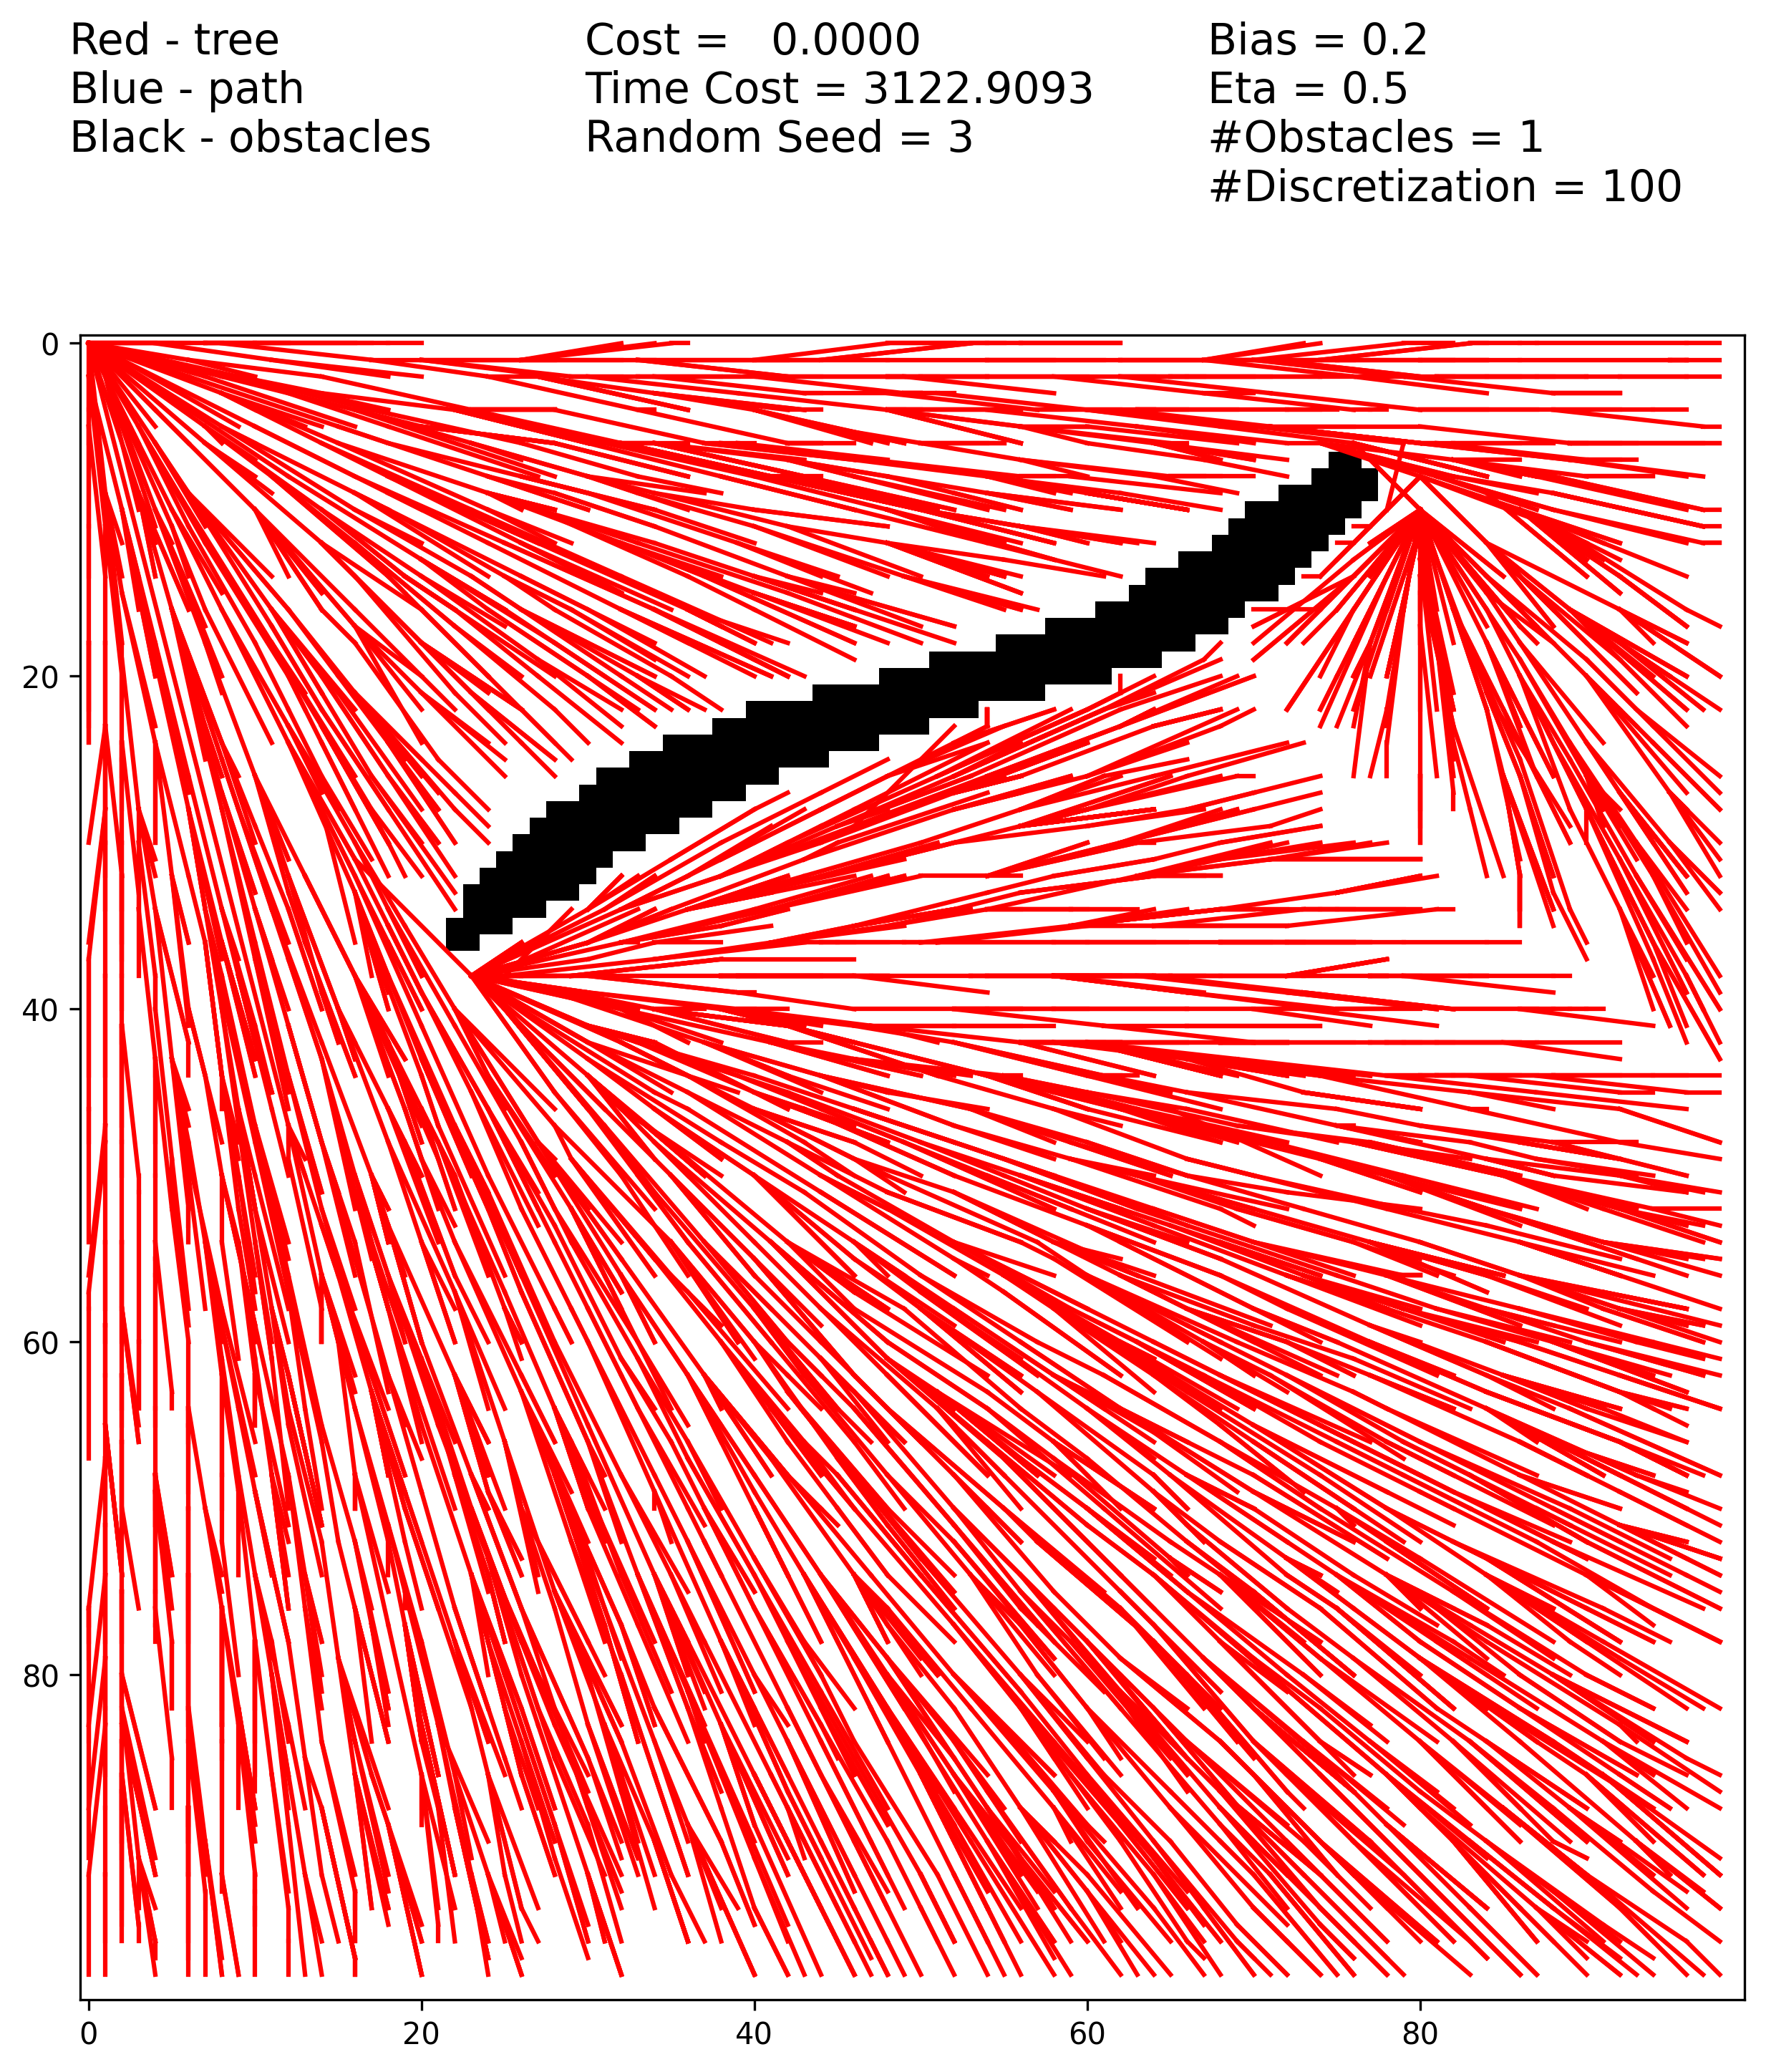 Red - tree
Blue - path
Black - obstacles
Cost =   0.0000
Time Cost = 3122.9093
Random Seed = 3
Bias = 0.2
Eta = 0.5
#Obstacles = 1
#Discretization = 100
0
20
40
60
80
0
20
40
60
80